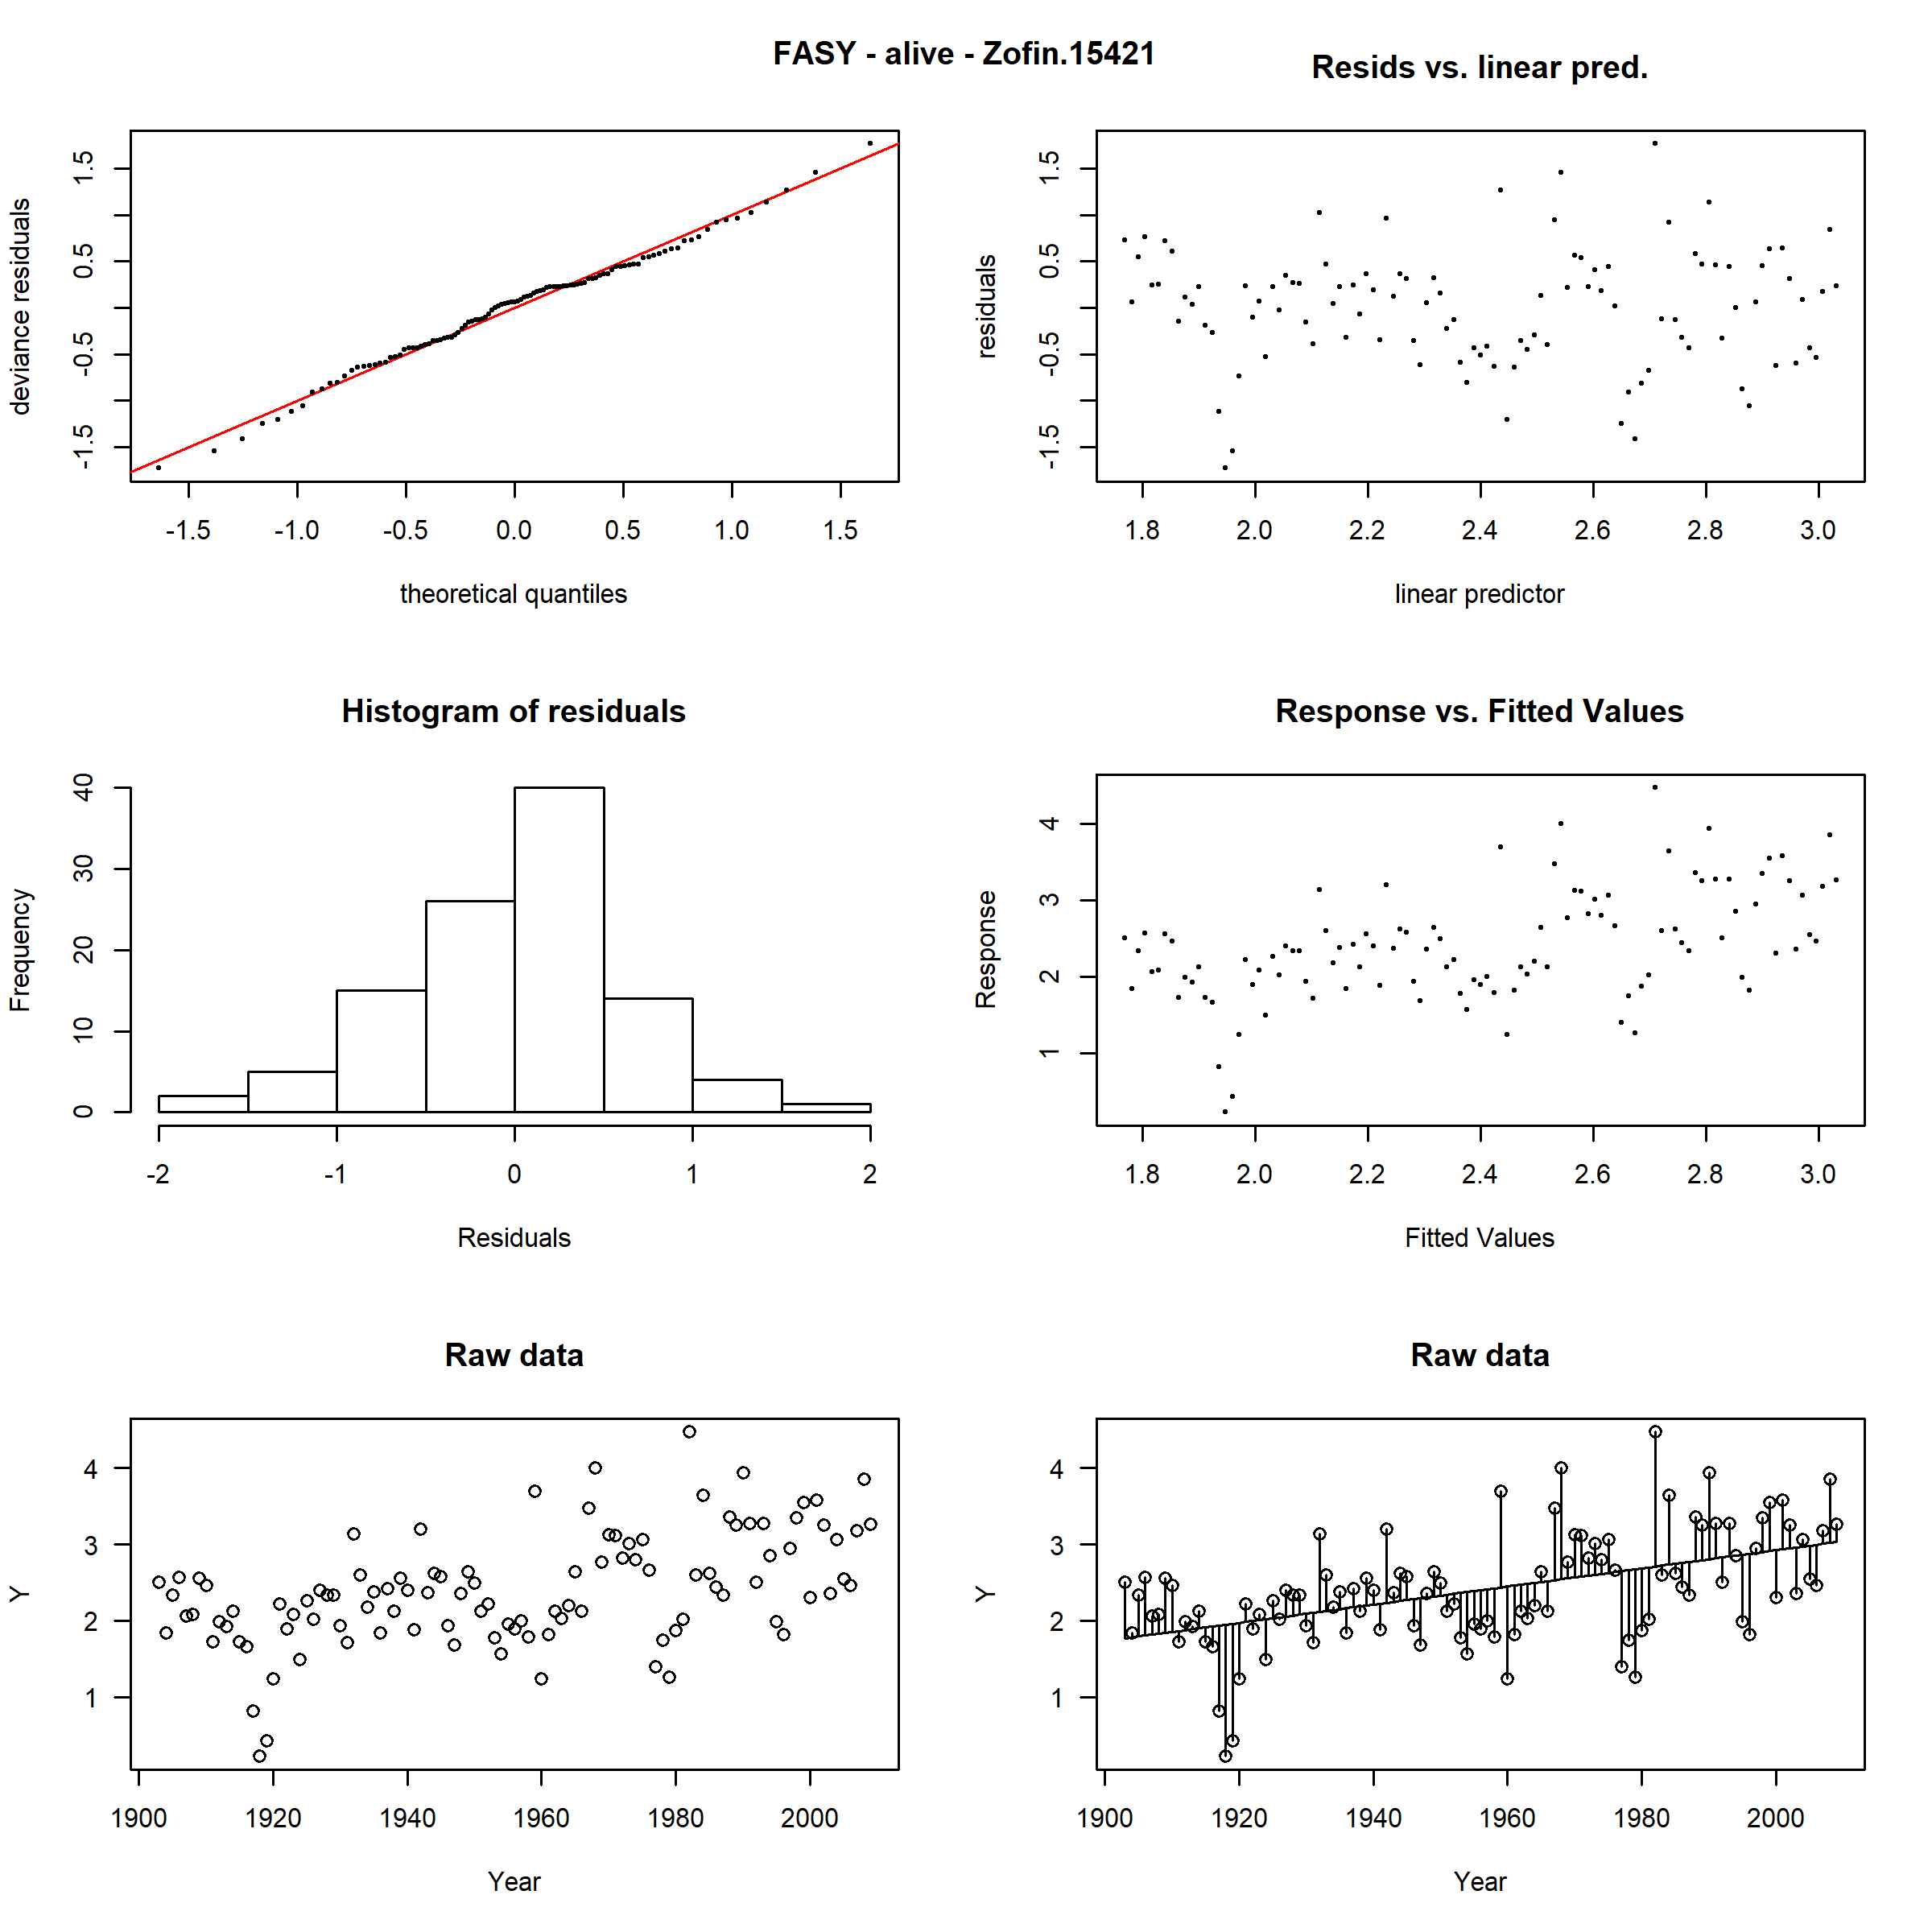 FASY - alive - Zofin.15421
Resids vs. linear pred.
deviance residuals
-1.5 -0.5 0.5 1.5
-1.5 -1.0 -0.5 0.0 0.5 1.0 1.5
theoretical quantiles
residuals
-1.5 -0.5 0.5 1.5
1.8 2.0 2.2 2.4 2.6 2.8 3.0
linear predictor
Histogram of residuals
Frequency
0 10 20 30 40
-2 -1 0 1 2
Residuals
Response vs. Fitted Values
Response
1 2 3 4
1.8 2.0 2.2 2.4 2.6 2.8 3.0
Fitted Values
Raw data
Y
1 2 3 4
1900 1920 1940 1960 1980 2000
Year
Raw data
Y
1 2 3 4
1900 1920 1940 1960 1980 2000
Year